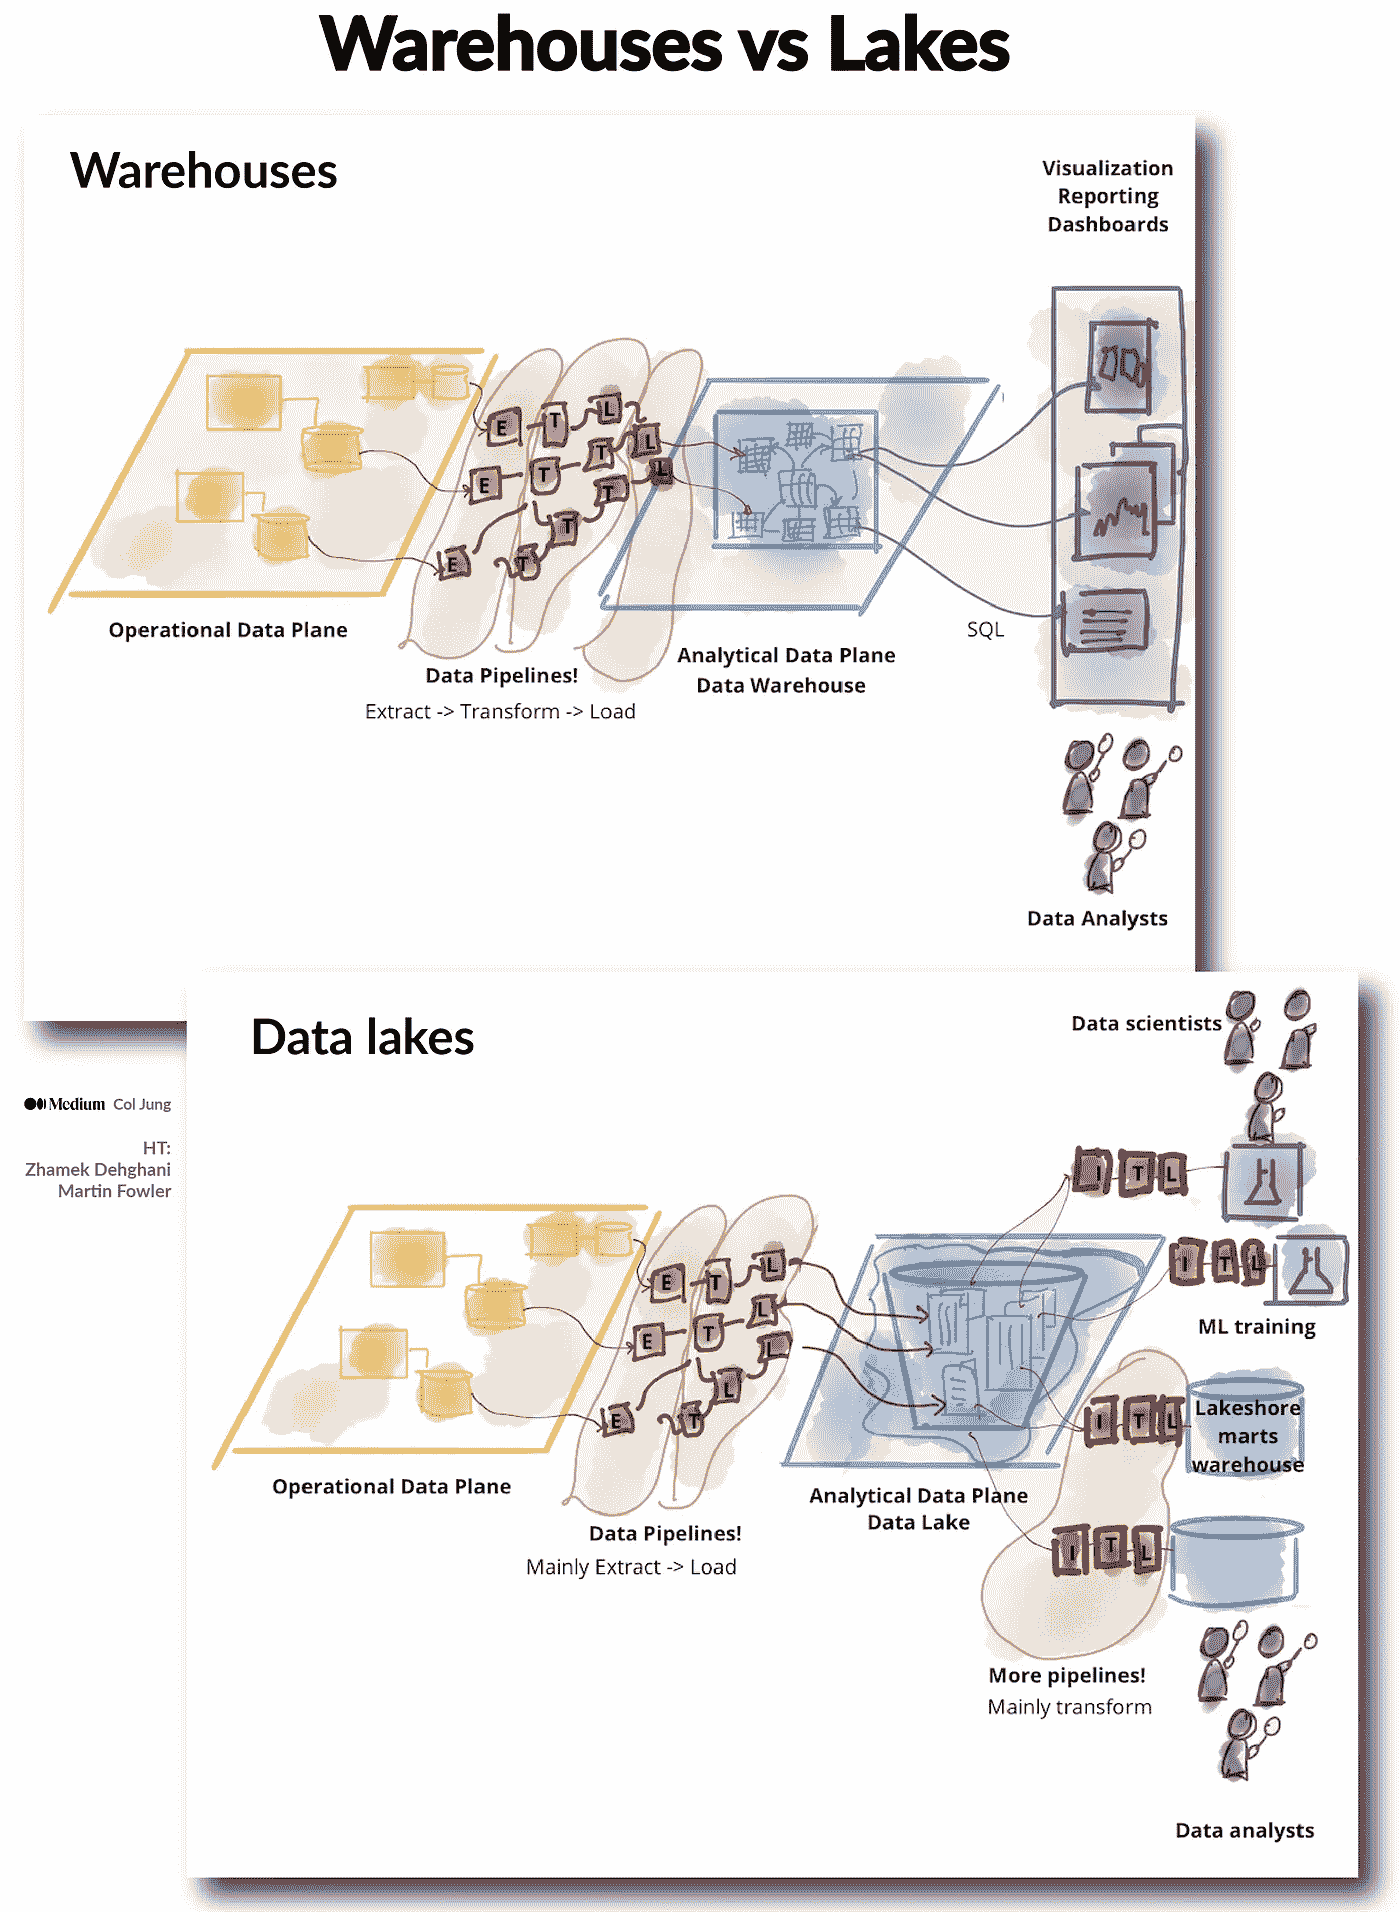 Warehouses vs Lakes
Warehouses
Visualization
Reporting
Dashboards
E T L
E T T L
T L
E T T
Operational Data Plane
Data Pipelines!
Extract -> Transform -> Load
Analytical Data Plane
Data Warehouse
SQL
Data Analysts
Data lakes
Data scientists
Medium Col Jung
HT:
Zhamek Dehghani
Martin Fowler
I T L
I T L
ML training
E T L
E T L
L
E T L
I T L
Lakeshore
marts
warehouse
I T L
Operational Data Plane
Data Pipelines!
Mainly Extract -> Load
Analytical Data Plane
Data Lake
More pipelines!
Mainly transform
Data analysts